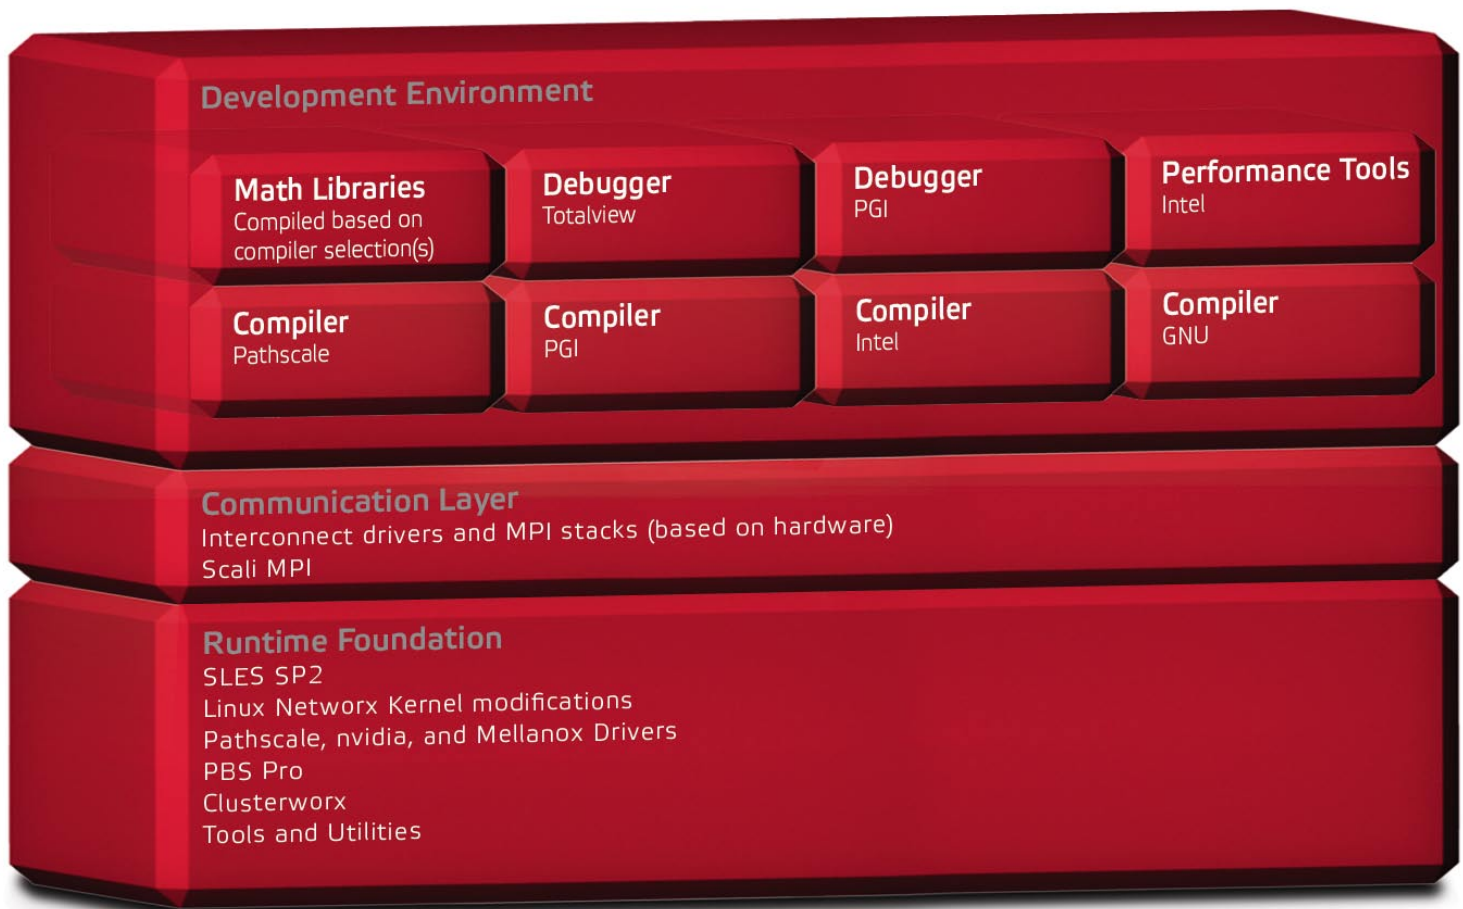 Development Environment
Math Libraries
Compiled based on
compiler selection(s)
Debugger
Totalview
Debugger
PGI
Performance Tools
Intel
Compiler
Pathscale
Compiler
PGI
Compiler
Intel
Compiler
GNU
Communication Layer
Interconnect drivers and MPI stacks (based on hardware)
Scali MPI
Runtime Foundation
SLES SP2
Linux Networx Kernel modifications
Pathscale, nvidia, and Mellanox Drivers
PBS Pro
Clusterworx
Tools and Utilities